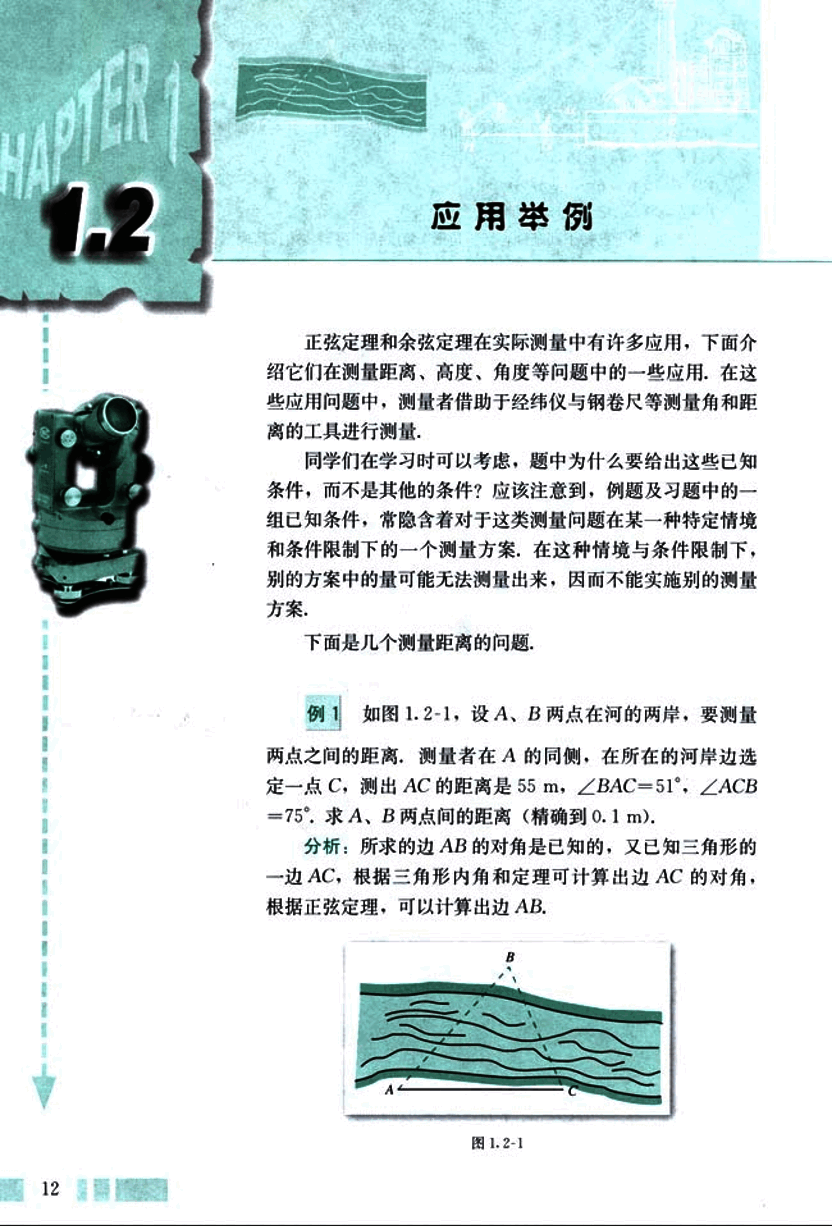 CHAPTER 1
1.2
应用举例
正弦定理和余弦定理在实际测量中有许多应用，下面介
绍它们在测量距离、高度、角度等问题中的一些应用. 在这
些应用问题中，测量者借助于经纬仪与钢卷尺等测量角和距
离的工具进行测量.
同学们在学习时可以考虑，题中为什么要给出这些已知
条件，而不是其他的条件？应该注意到，例题及习题中的一
组已知条件，常隐含着对于这类测量问题在某一种特定情境
和条件限制下的一个测量方案. 在这种情境与条件限制下，
别的方案中的量可能无法测量出来，因而不能实施别的测量
方案.
下面是几个测量距离的问题.
例1 如图 1.2-1，设 A、B 两点在河的两岸，要测量
两点之间的距离. 测量者在 A 的同侧，在所在的河岸边选
定一点 C，测出 AC 的距离是 55 m，∠BAC=51°，∠ACB
=75°. 求 A、B 两点间的距离（精确到 0.1 m).
分析：所求的边 AB 的对角是已知的，又已知三角形的
一边 AC，根据三角形内角和定理可计算出边 AC 的对角，
根据正弦定理，可以计算出边 AB.
B
A
C
图 1.2-1
12